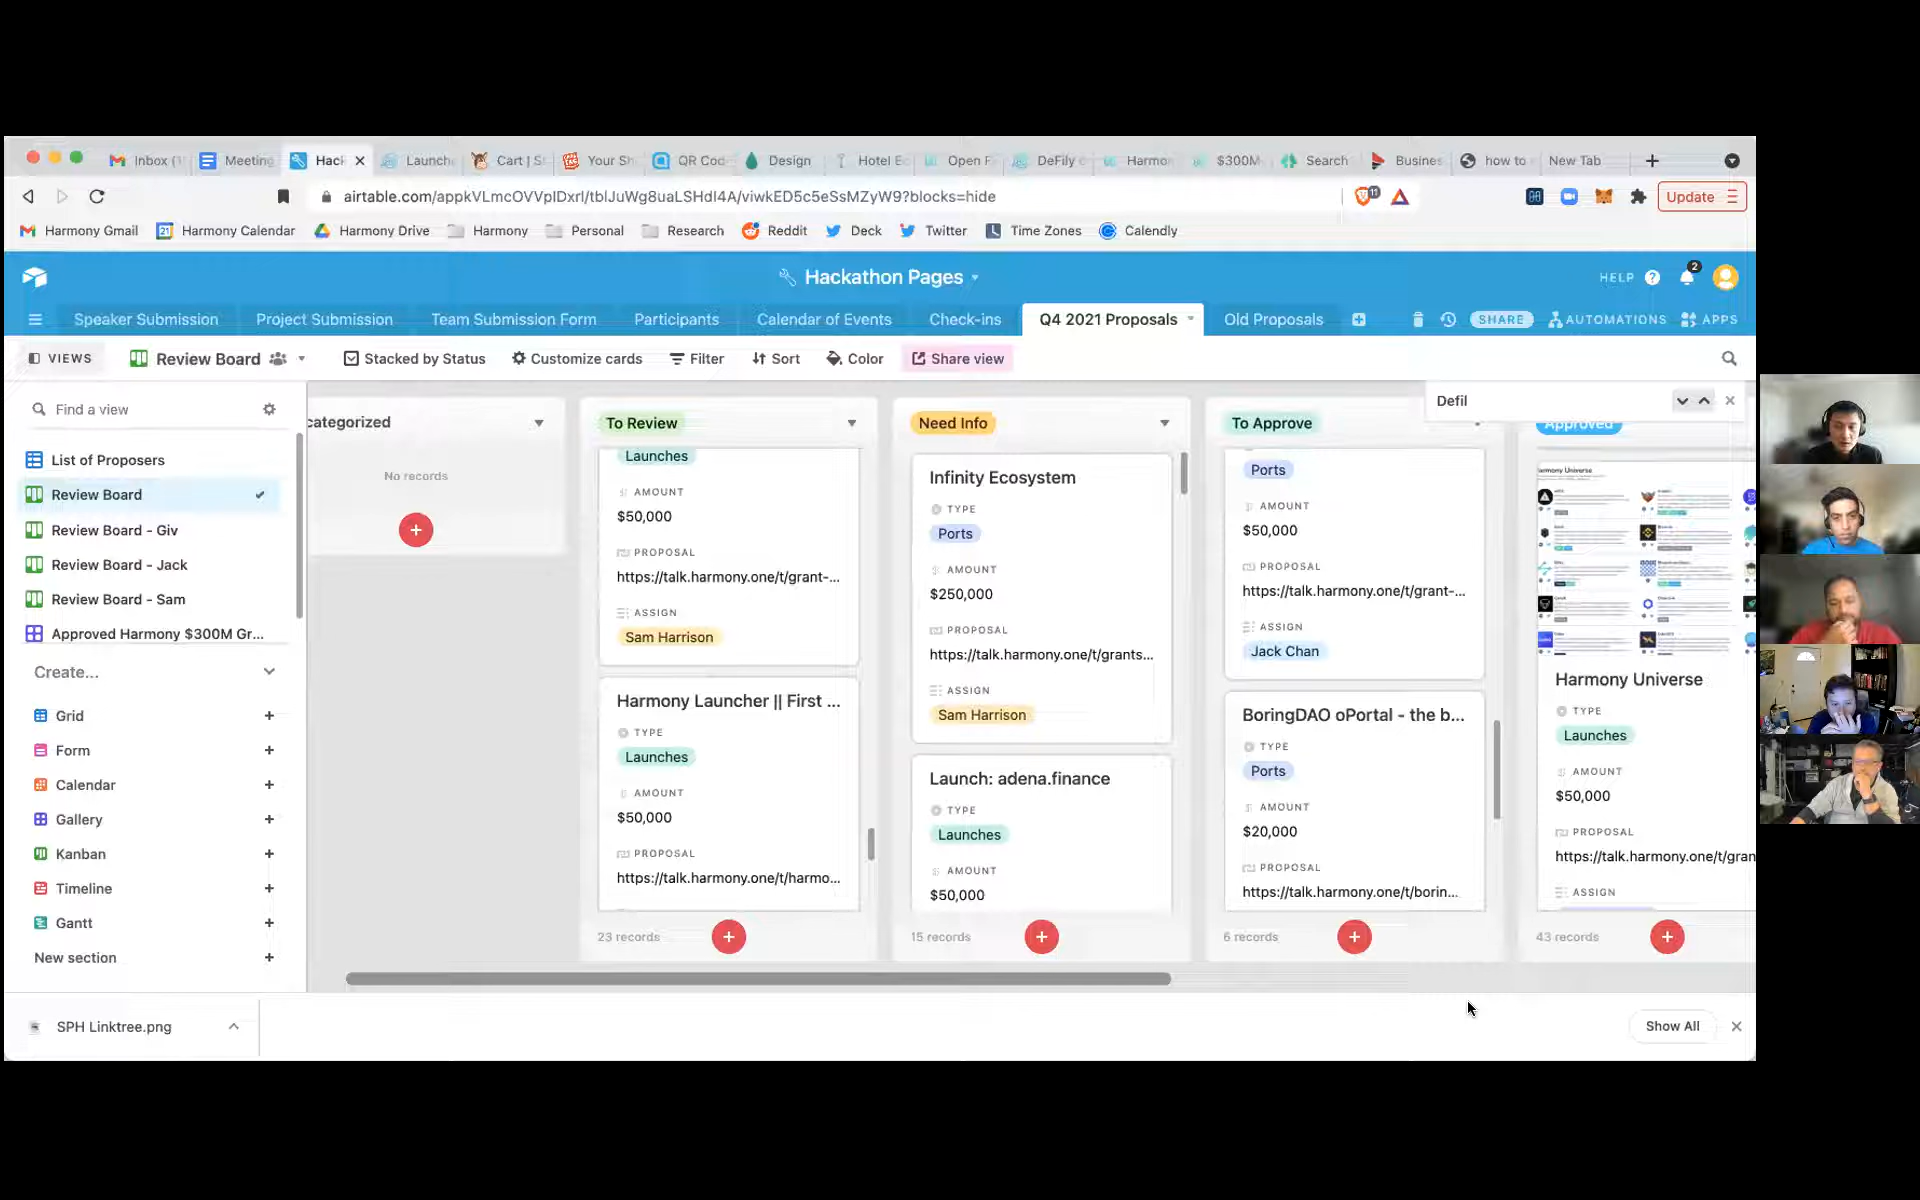 Inbox (1
Meeting
Hack
Launche
Cart | S
Your Sh
QR Cod
Design
Hotel E
Open F
DeFily
Harmon
$300M
Search
Busines
how to
New Tab
airtable.com/appkVLmcOVVpIDxrl/tblJuWg8uaLSHdI4A/viwkED5c5eSsMZyW9?blocks=hide
11
Update
Harmony Gmail
Harmony Calendar
Harmony Drive
Harmony
Personal
Research
Reddit
Deck
Twitter
Time Zones
Calendly
Hackathon Pages
HELP
2
Speaker Submission
Project Submission
Team Submission Form
Participants
Calendar of Events
Check-ins
Q4 2021 Proposals
Old Proposals
SHARE
AUTOMATIONS
APPS
VIEWS
Review Board
Stacked by Status
Customize cards
Filter
Sort
Color
Share view
Find a view
List of Proposers
Review Board
Review Board - Giv
Review Board - Jack
Review Board - Sam
Approved Harmony $300M Gr...
Create...
Grid
Form
Calendar
Gallery
Kanban
Timeline
Gantt
New section
categorized
No records
To Review
Launches
AMOUNT
$50,000
PROPOSAL
https://talk.harmony.one/t/grant-...
ASSIGN
Sam Harrison
Harmony Launcher || First ...
TYPE
Launches
AMOUNT
$50,000
PROPOSAL
https://talk.harmony.one/t/harmo...
23 records
Need Info
Infinity Ecosystem
TYPE
Ports
AMOUNT
$250,000
PROPOSAL
https://talk.harmony.one/t/grants...
ASSIGN
Sam Harrison
Launch: adena.finance
TYPE
Launches
AMOUNT
$50,000
15 records
To Approve
Ports
AMOUNT
$50,000
PROPOSAL
https://talk.harmony.one/t/grant-...
ASSIGN
Jack Chan
BoringDAO oPortal - the b...
TYPE
Ports
AMOUNT
$20,000
PROPOSAL
https://talk.harmony.one/t/borin...
6 records
Defil
Approved
Harmony Universe
Harmony Universe
TYPE
Launches
AMOUNT
$50,000
PROPOSAL
https://talk.harmony.one/t/gran
ASSIGN
43 records
SPH Linktree.png
Show All